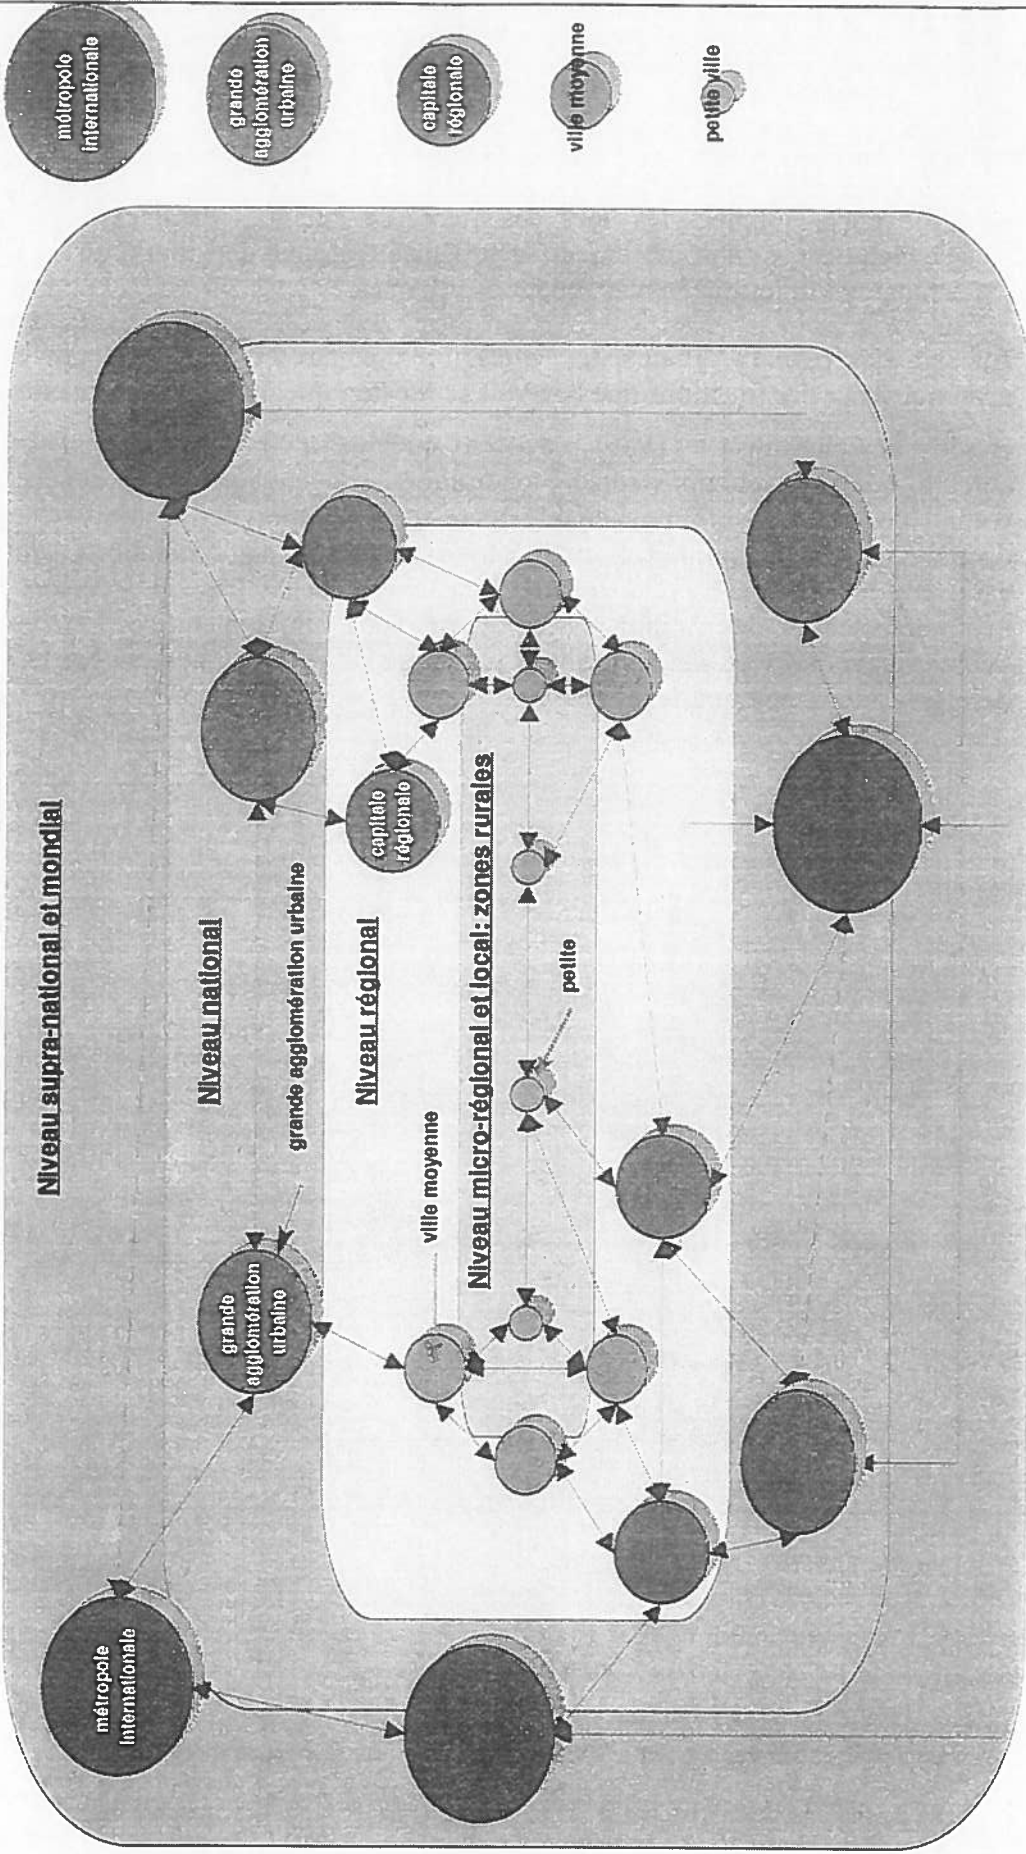 Niveau supra-national et mondial
métropole
internationale
Niveau national
grande
agglomération
urbaine
grande agglomération urbaine
Niveau régional
capitale
régionale
ville moyenne
Niveau micro-régional et local: zones rurales
petite
métropole
internationale
grande
agglomération
urbaine
capitale
régionale
ville moyenne
petite ville